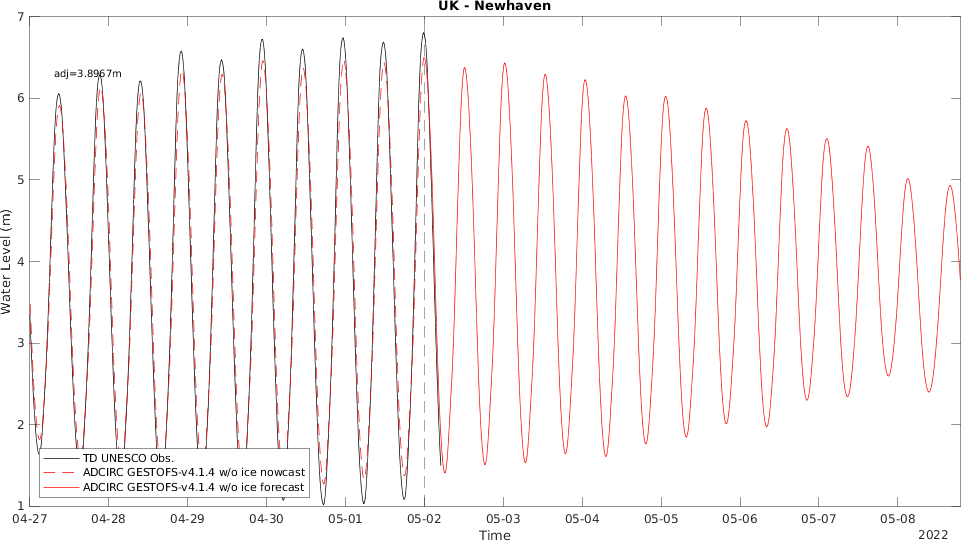 UK - Newhaven
adj=3.8967m
Water Level (m)
7
6
5
4
3
2
1
TD UNESCO Obs.
ADCIRC GESTOFS-v4.1.4 w/o ice nowcast
ADCIRC GESTOFS-v4.1.4 w/o ice forecast
04-27 04-28 04-29 04-30 05-01 05-02 05-03 05-04 05-05 05-06 05-07 05-08
Time
2022